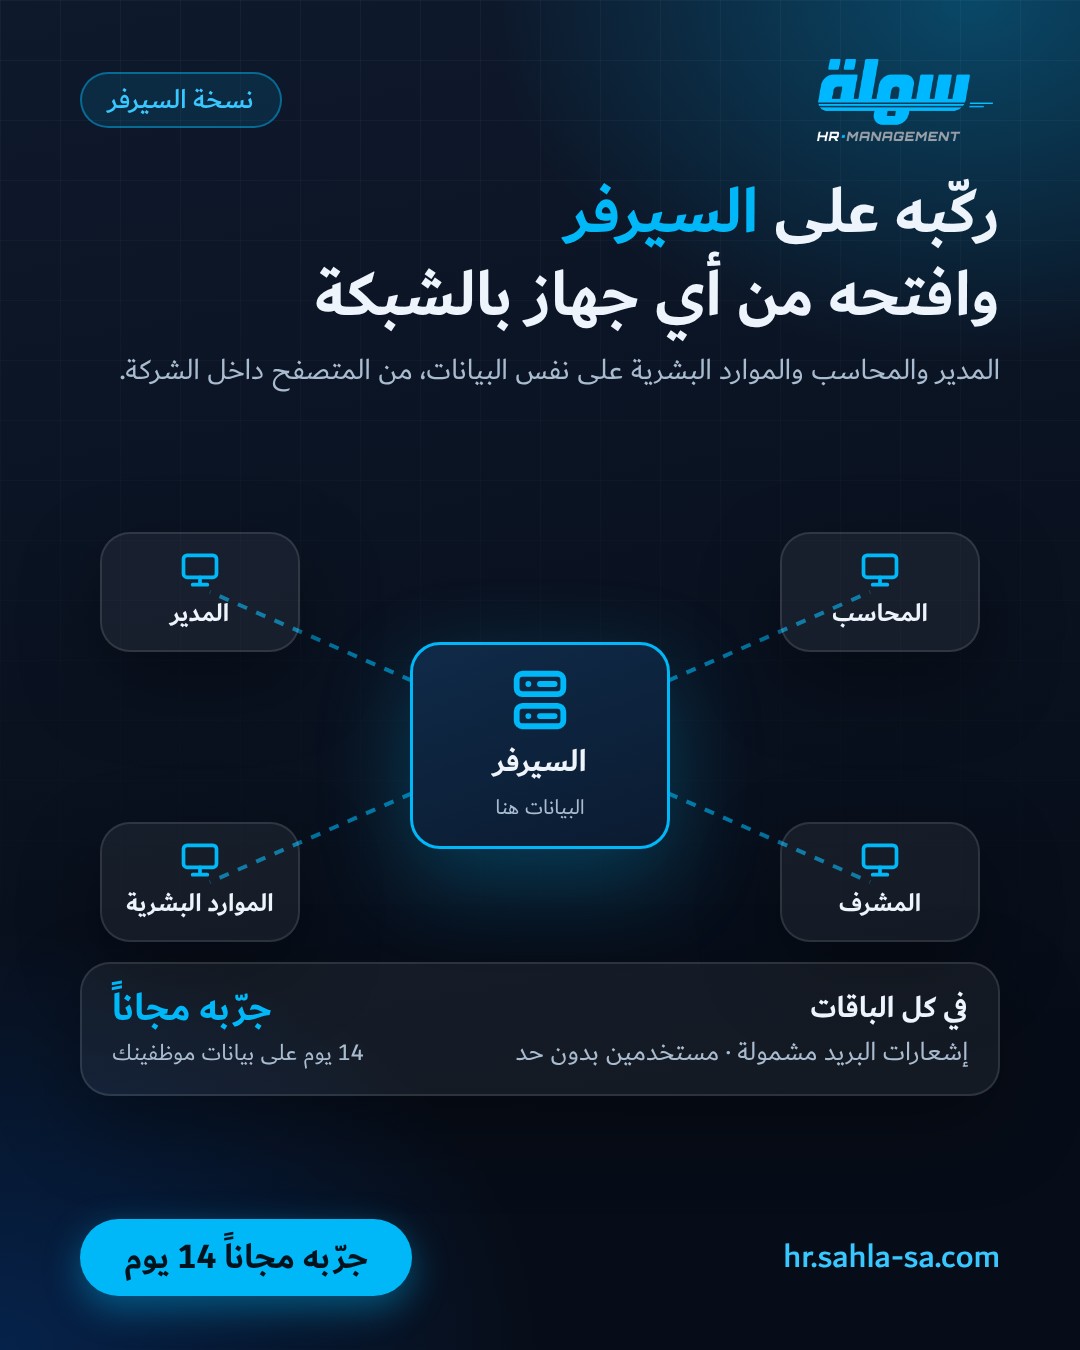 سهلة
HR·MANAGEMENT
نسخة السيرفر
ركّبه على السيرفر
وافتحه من أي جهاز بالشبكة
المدير والمحاسب والموارد البشرية على نفس البيانات، من المتصفح داخل الشركة.
المحاسب
المدير
السيرفر
البيانات هنا
المشرف
الموارد البشرية
في كل الباقات
إشعارات البريد مشمولة · مستخدمين بدون حد
جرّبه مجاناً
14 يوم على بيانات موظفينك
hr.sahla-sa.com
جرّبه مجاناً 14 يوم